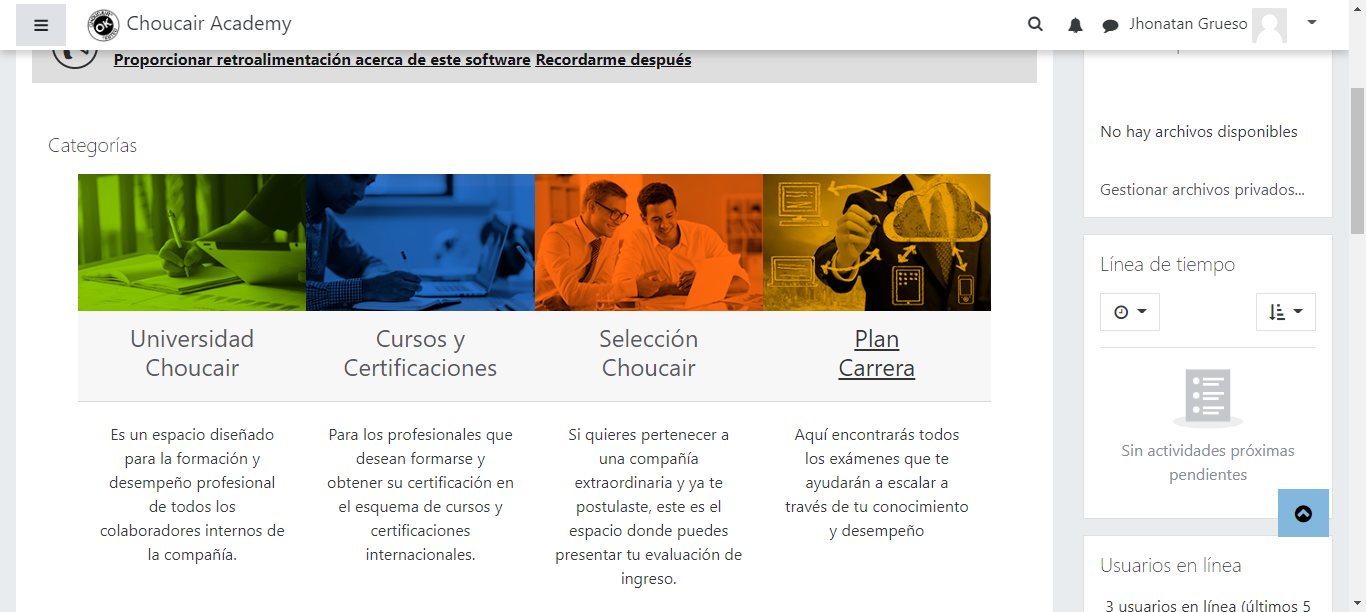 Choucair Academy
Jhonatan Grueso
Proporcionar retroalimentación acerca de este software Recordarme después
Categorías
Universidad
Choucair
Es un espacio diseñado
para la formación y
desempeño profesional
de todos los
colaboradores internos de
la compañía.
Cursos y
Certificaciones
Para los profesionales que
desean formarse y
obtener su certificación en
el esquema de cursos y
certificaciones
internacionales.
Selección
Choucair
Si quieres pertenecer a
una compañía
extraordinaria y ya te
postulaste, este es el
espacio donde puedes
presentar tu evaluación de
ingreso.
Plan
Carrera
Aquí encontrarás todos
los exámenes que te
ayudarán a escalar a
través de tu conocimiento
y desempeño
No hay archivos disponibles
Gestionar archivos privados...
Línea de tiempo
Sin actividades próximas
pendientes
Usuarios en línea
3 usuarios en línea (últimos 5